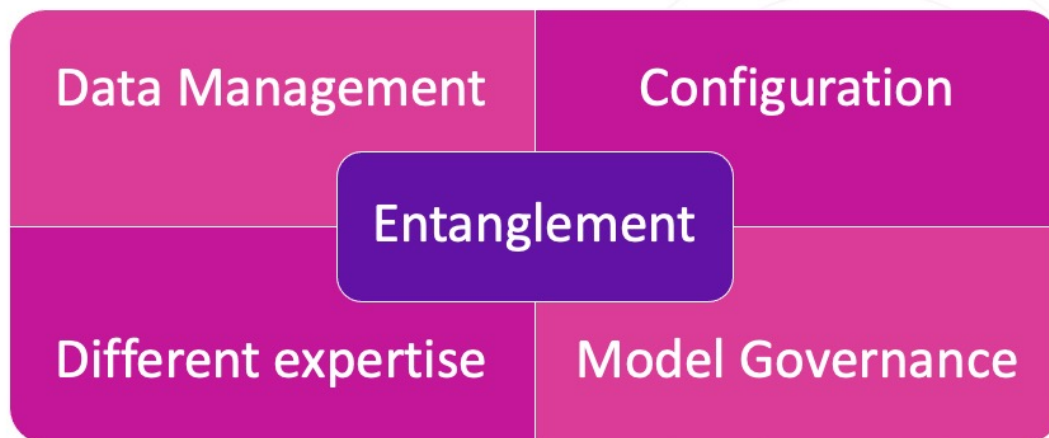 Data Management
Configuration
Entanglement
Different expertise
Model Governance